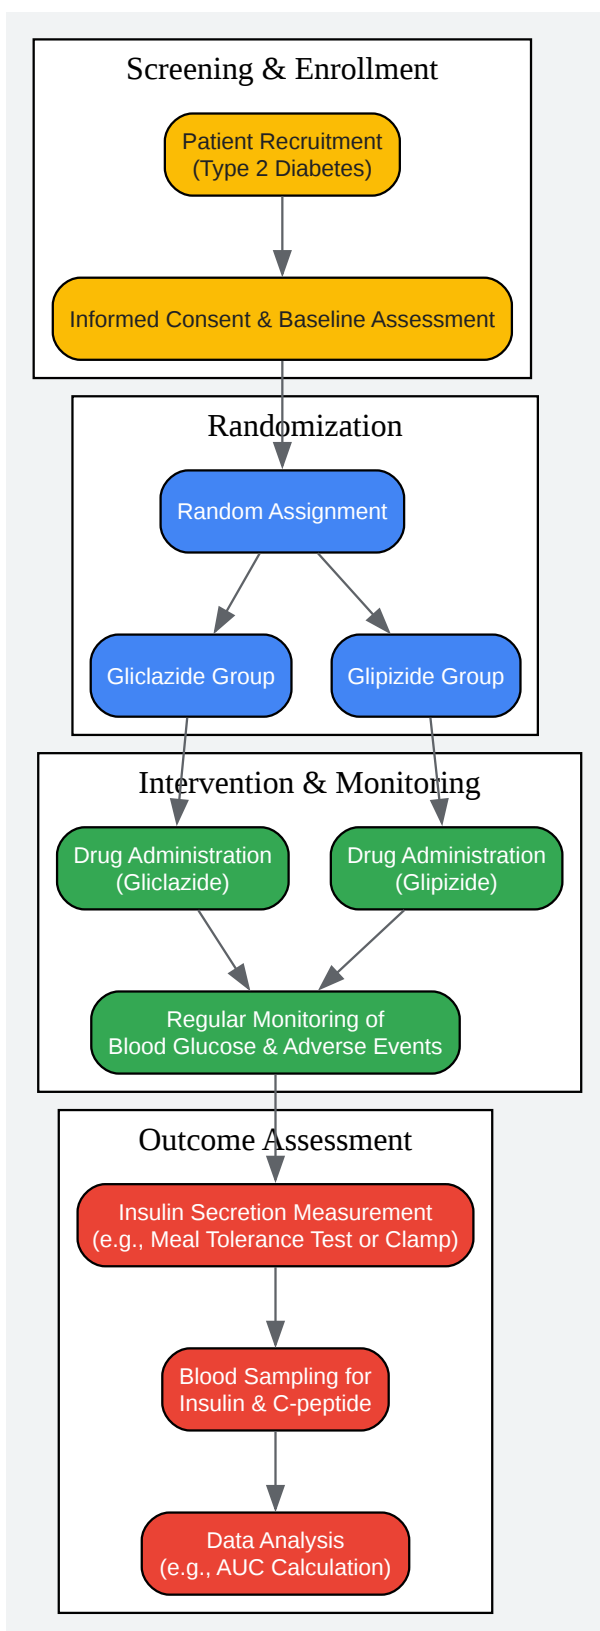 Screening & Enrollment
Patient Recruitment
(Type 2 Diabetes)
Informed Consent & Baseline Assessment
Randomization
Random Assignment
Gliclazide Group
Glipizide Group
Intervention & Monitoring
Drug Administration
(Gliclazide)
Drug Administration
(Glipizide)
Regular Monitoring of
Blood Glucose & Adverse Events
Outcome Assessment
Insulin Secretion Measurement
(e.g., Meal Tolerance Test or Clamp)
Blood Sampling for
Insulin & C-peptide
Data Analysis
(e.g., AUC Calculation)